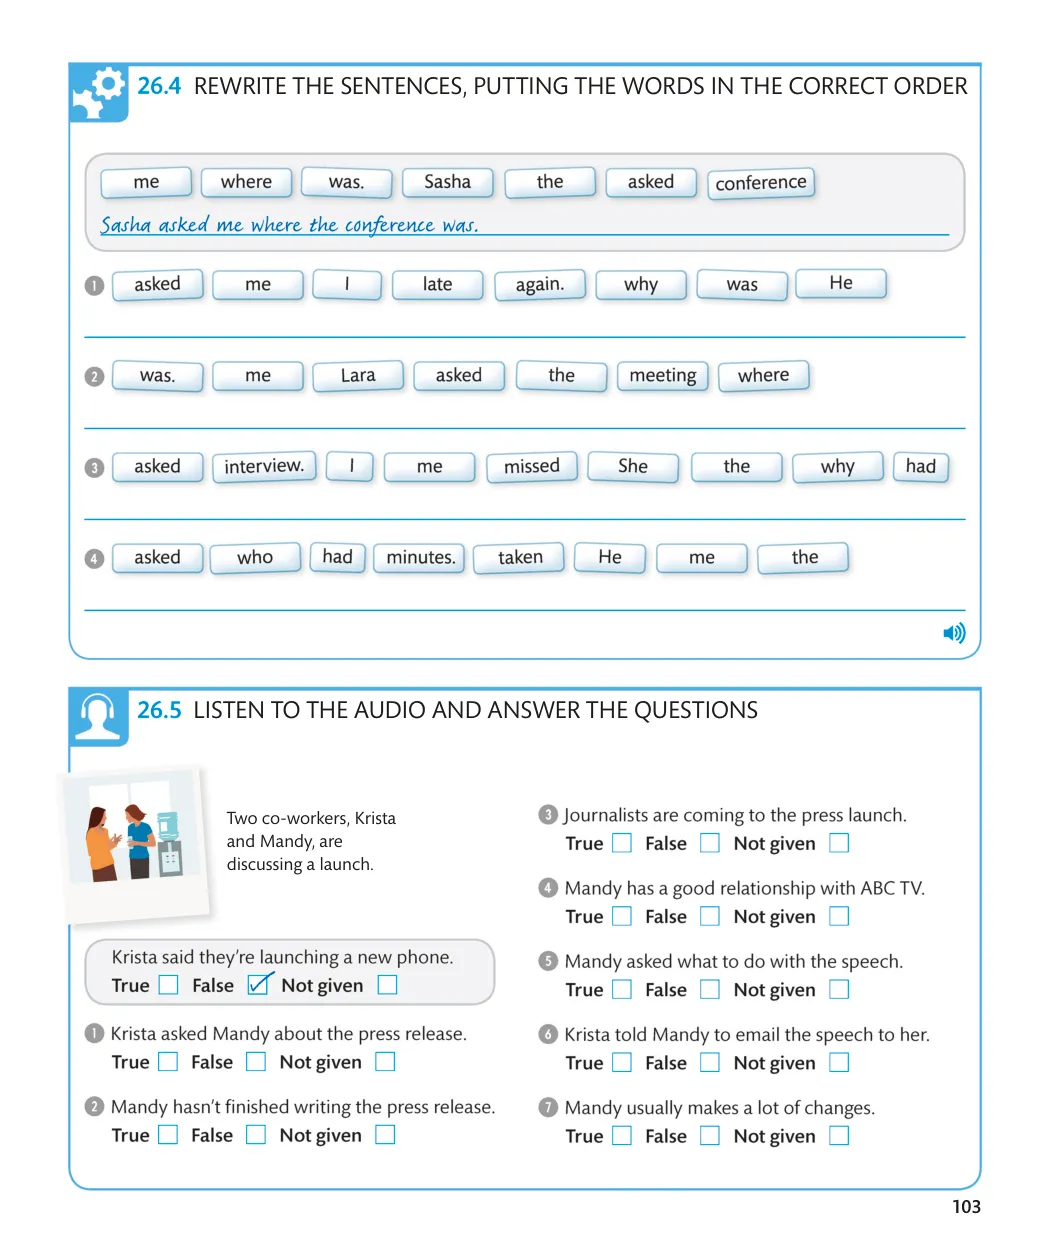 26.4 REWRITE THE SENTENCES, PUTTING THE WORDS IN THE CORRECT ORDER
me where was. Sasha the asked conference
Sasha asked me where the conference was.
1 asked me I late again. why was He
2 was. me Lara asked the meeting where
3 asked interview. I me missed She the why had
4 asked who had minutes. taken He me the
26.5 LISTEN TO THE AUDIO AND ANSWER THE QUESTIONS
Two co-workers, Krista
and Mandy, are
discussing a launch.
Krista said they’re launching a new phone.
True False Not given
1 Krista asked Mandy about the press release.
True False Not given
2 Mandy hasn’t finished writing the press release.
True False Not given
3 Journalists are coming to the press launch.
True False Not given
4 Mandy has a good relationship with ABC TV.
True False Not given
5 Mandy asked what to do with the speech.
True False Not given
6 Krista told Mandy to email the speech to her.
True False Not given
7 Mandy usually makes a lot of changes.
True False Not given
103